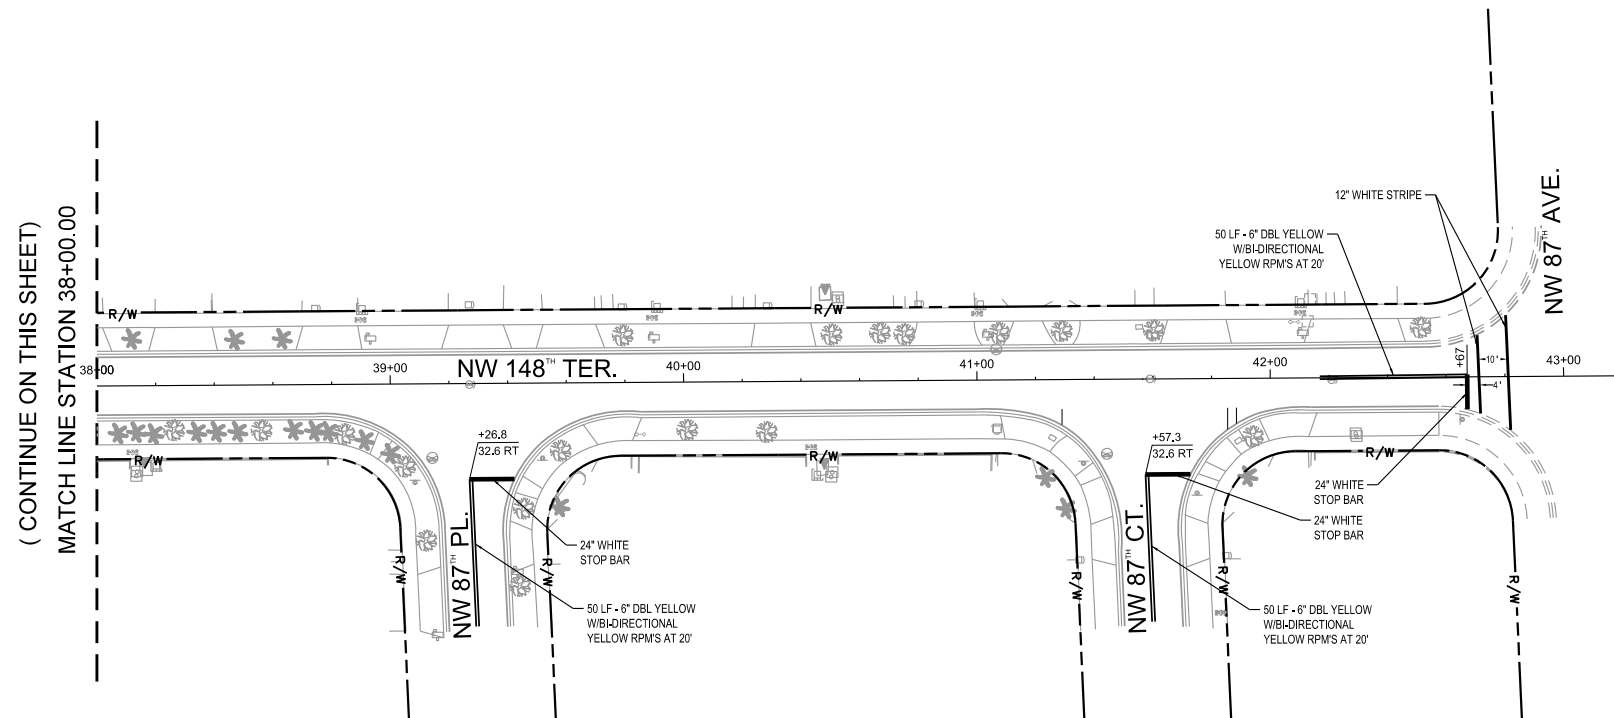 ( CONTINUE ON THIS SHEET)
MATCH LINE STATION 38+00.00
12" WHITE STRIPE
50 LF - 6" DBL YELLOW
W/BI-DIRECTIONAL
YELLOW RPM'S AT 20'
NW 87TH AVE.
R/W
R/W
38+00
39+00
NW 148TH TER.
40+00
41+00
42+00
+67
10'
4'
43+00
R/W
R/W
R/W
+26.8
32.6 RT
+57.3
32.6 RT
24" WHITE
STOP BAR
24" WHITE
STOP BAR
24" WHITE
STOP BAR
NW 87TH PL.
NW 87TH CT.
R/W
R/W
R/W
R/W
R/W
50 LF - 6" DBL YELLOW
W/BI-DIRECTIONAL
YELLOW RPM'S AT 20'
50 LF - 6" DBL YELLOW
W/BI-DIRECTIONAL
YELLOW RPM'S AT 20'